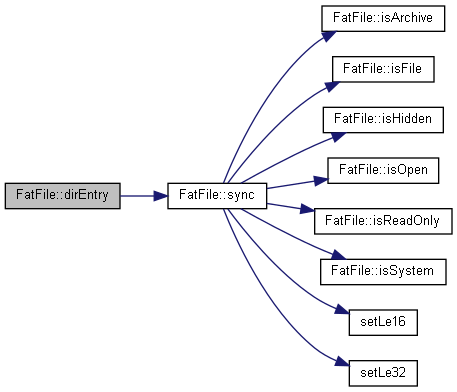 FatFile::isArchive
FatFile::isFile
FatFile::isHidden
FatFile::isOpen
FatFile::dirEntry
FatFile::sync
FatFile::isReadOnly
FatFile::isSystem
setLe16
setLe32